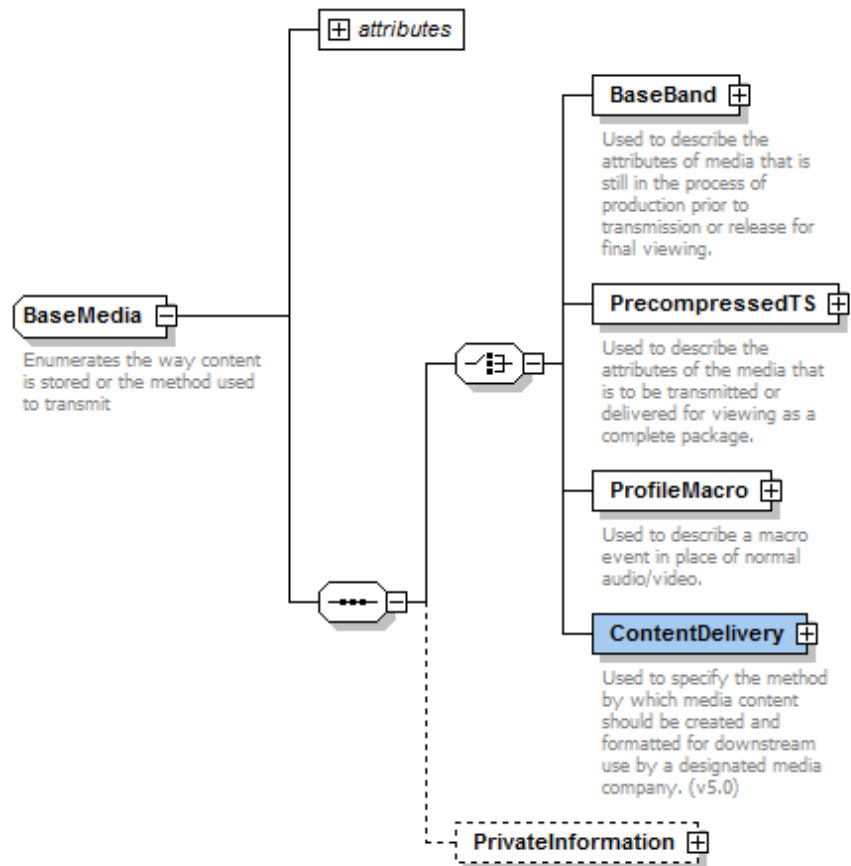 attributes
BaseBand
Used to describe the
attributes of media that is
still in the process of
production prior to
transmission or release for
final viewing.
BaseMedia
Enumerates the way content
is stored or the method used
to transmit
PrecompressedTS
Used to describe the
attributes of the media that
is to be transmitted or
delivered for viewing as a
complete package.
ProfileMacro
Used to describe a macro
event in place of normal
audio/video.
ContentDelivery
Used to specify the method
by which media content
should be created and
formatted for downstream
use by a designated media
company. (v5.0)
PrivateInformation